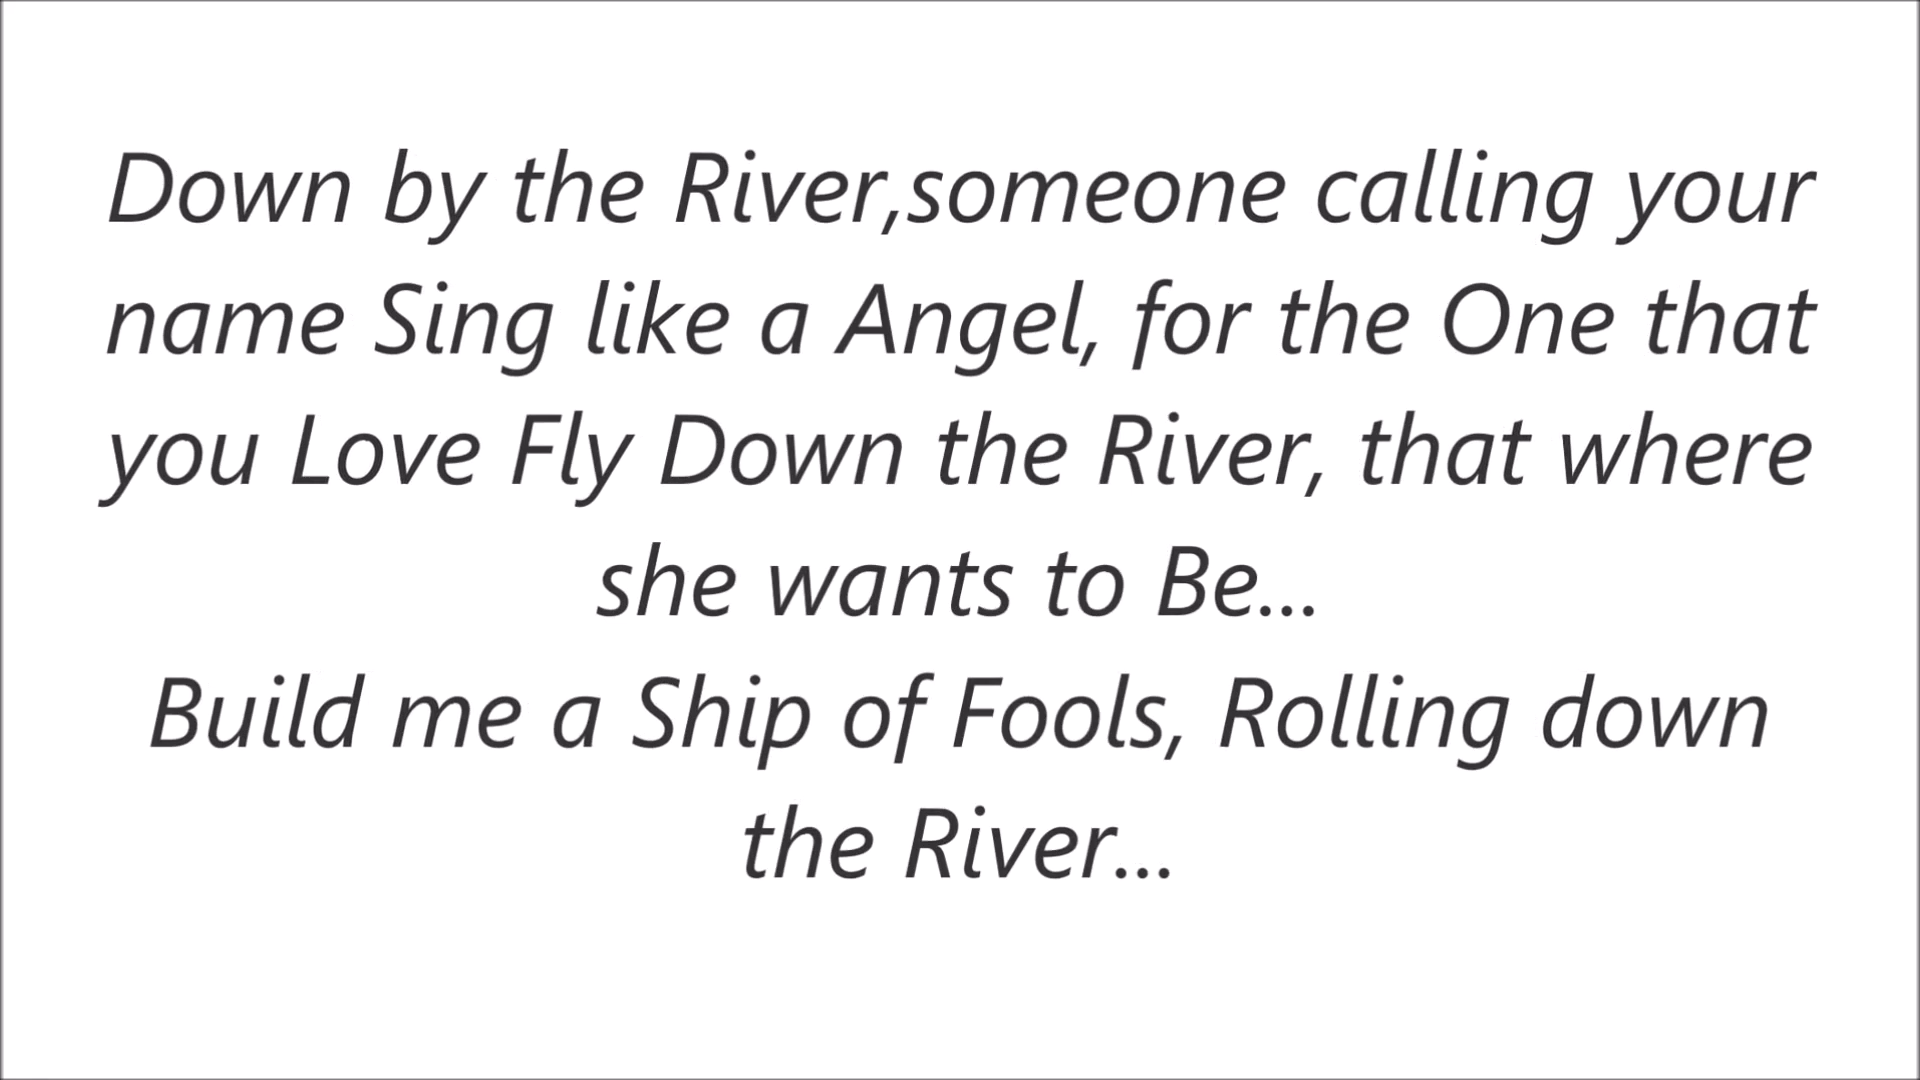 Down by the River,someone calling your
name Sing like a Angel, for the One that
you Love Fly Down the River, that where
she wants to Be...
Build me a Ship of Fools, Rolling down
the River...